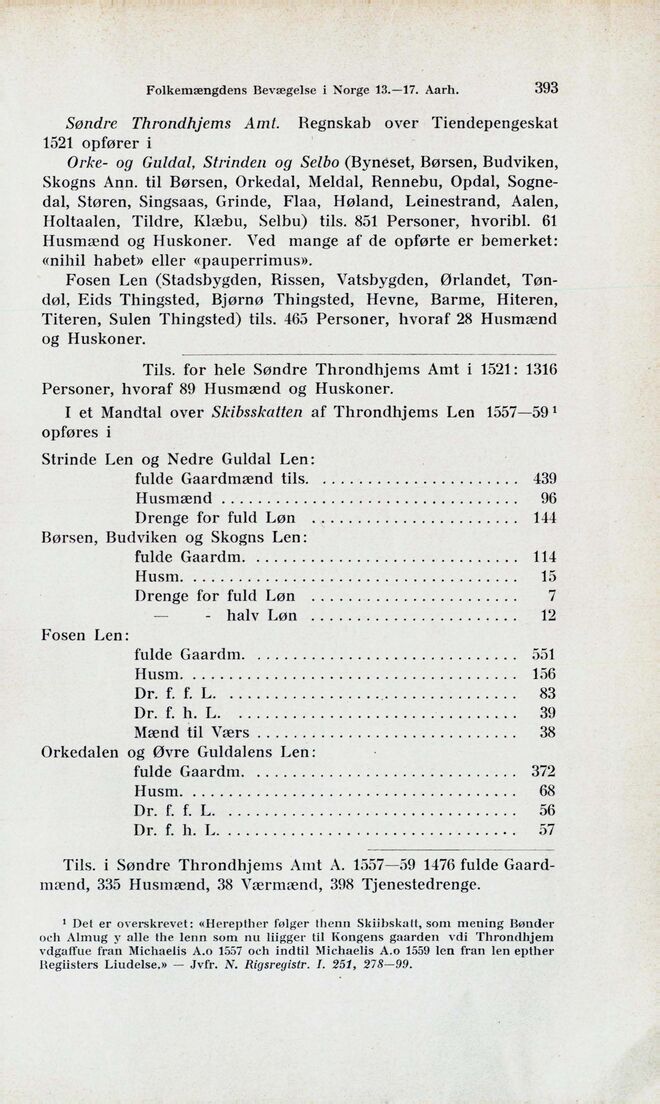 Folkemængdens Bevægelse i Norge 13.—17. Aarh. 393
Søndre Throndhjems Amt. Regnskab over Tiendepengeskat
1521 opfører i
Orke- og Guldal, Strinden og Selbo (Byneset, Børsen, Budviken,
Skogns Ann. til Børsen, Orkedal, Meldal, Rennebu, Opdal, Sogne-
dal, Støren, Singsaas, Grinde, Flaa, Høland, Leinestrand, Aalen,
Holtaalen, Tildre, Klæbu, Selbu) tils. 851 Personer, hvoribl. 61
Husmænd og Huskoner. Ved mange af de opførte er bemerket:
«nihil habet» eller «pauperrimus».
Fosen Len (Stadsbygden, Rissen, Vatsbygden, Ørlandet, Tøn-
døl, Eids Thingsted, Bjørnø Thingsted, Hevne, Barme, Hiteren,
Titeren, Sulen Thingsted) tils. 465 Personer, hvoraf 28 Husmænd
og Huskoner.
Tils. for hele Søndre Throndhjems Amt i 1521: 1316
Personer, hvoraf 89 Husmænd og Huskoner.
I et Mandtal over Skibsskatten af Throndhjems Len 1557—59 ¹
opføres i
Strinde Len og Nedre Guldal Len:
fulde Gaardmænd tils. ...................... 439
Husmænd ................................ 96
Drenge for fuld Løn ...................... 144
Børsen, Budviken og Skogns Len:
fulde Gaardm. ............................ 114
Husm. ................................... 15
Drenge for fuld Løn ...................... 7
— - halv Løn ...................... 12
Fosen Len:
fulde Gaardm. ............................ 551
Husm. ................................... 156
Dr. f. f. L. ................................ 83
Dr. f. h. L. ............................... 39
Mænd til Værs ............................ 38
Orkedalen og Øvre Guldalens Len:
fulde Gaardm. ............................ 372
Husm. ................................... 68
Dr. f. f. L. ................................ 56
Dr. f. h. L. ................................ 57
Tils. i Søndre Throndhjems Amt A. 1557—59 1476 fulde Gaard-
mænd, 335 Husmænd, 38 Værmænd, 398 Tjenestedrenge.
¹ Det er overskrevet: «Herepther følger thenn Skiibskatt, som mening Bønder
och Almug y alle the lenn som nu liigger til Kongens gaarden vdi Throndhjem
vdgaffue fran Michaelis A.o 1557 och indtil Michaelis A.o 1559 len fran len epther
Regiisters Liudelse.» — Jvfr. N. Rigsregistr. I. 251, 278—99.